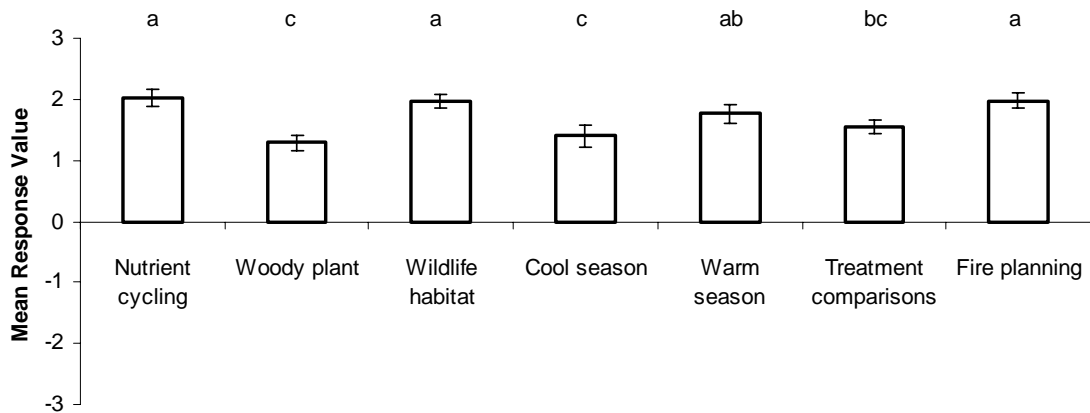 a c a c ab bc a
3
2
1
0
-1
-2
-3
Mean Response Value
Nutrient cycling
Woody plant
Wildlife habitat
Cool season
Warm season
Treatment comparisons
Fire planning